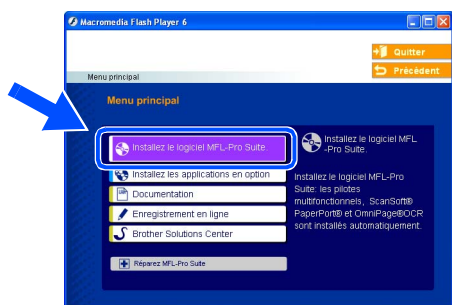 Macromedia Flash Player 6
Quitter
Précédent
Menu principal
Menu principal
Installez le logiciel MFL-Pro Suite.
Installez les applications en option
Documentation
Enregistrement en ligne
Brother Solutions Center
Réparez MFL-Pro Suite
Installez le logiciel MFL
-Pro Suite.
Installez le logiciel MFL-Pro
Suite: les pilotes
multifonctionnels, ScanSoft®
PaperPort® et OmniPage®OCR
sont installés automatiquement.